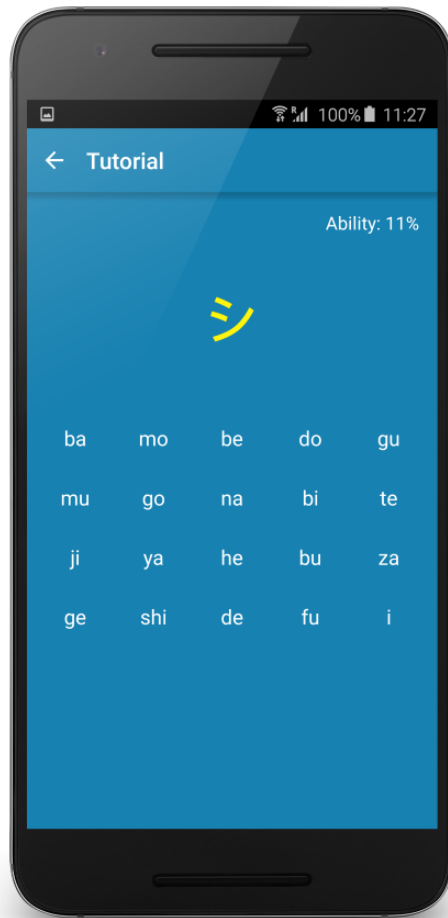 100% 11:27
Tutorial
Ability: 11%
シ
ba mo be do gu
mu go na bi te
ji ya he bu za
ge shi de fu i